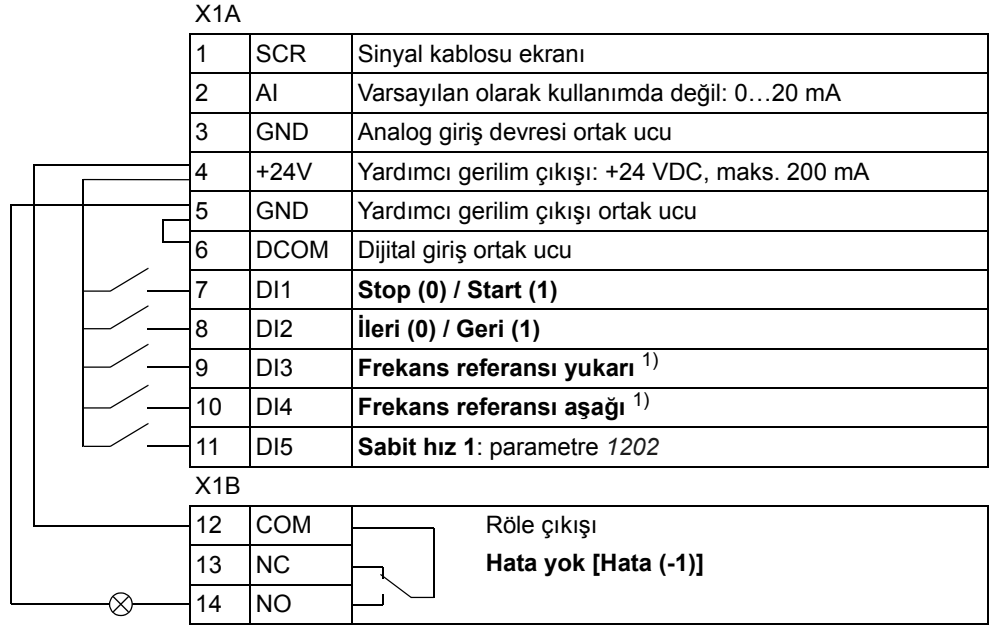 X1A
1 SCR Sinyal kablosu ekranı
2 AI Varsayılan olarak kullanımda değil: 0…20 mA
3 GND Analog giriş devresi ortak ucu
4 +24V Yardımcı gerilim çıkışı: +24 VDC, maks. 200 mA
5 GND Yardımcı gerilim çıkışı ortak ucu
6 DCOM Dijital giriş ortak ucu
7 DI1 Stop (0) / Start (1)
8 DI2 İleri (0) / Geri (1)
9 DI3 Frekans referansı yukarı 1)
10 DI4 Frekans referansı aşağı 1)
11 DI5 Sabit hız 1: parametre 1202
X1B
12 COM Röle çıkışı
13 NC Hata yok [Hata (-1)]
14 NO